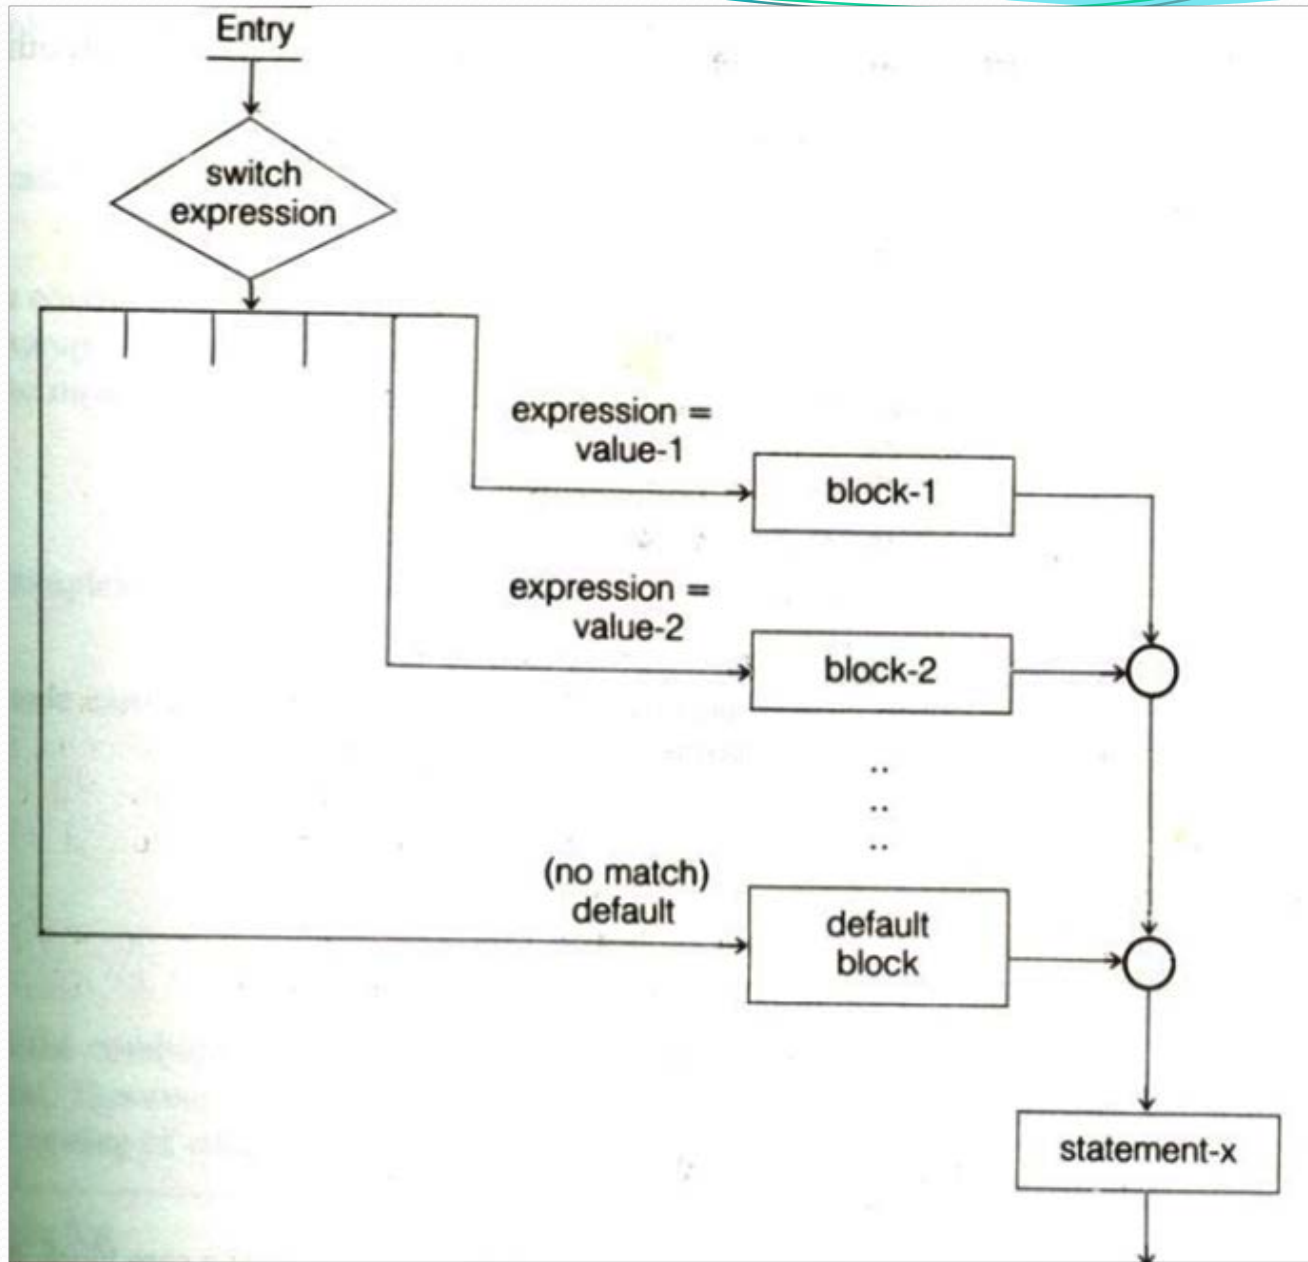 Entry
switch
expression
expression =
value-1
block-1
expression =
value-2
block-2
..
..
..
(no match)
default
default
block
statement-x